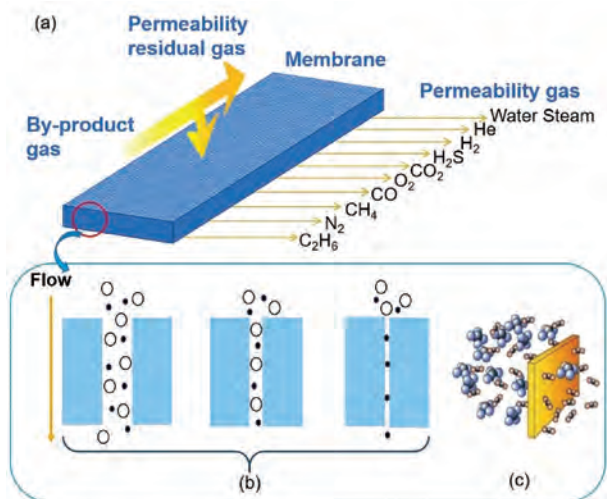 (a)
Permeability
residual gas
Membrane
Permeability gas
By-product
gas
Water Steam
He
H₂
H₂S
CO₂
O₂
CO
CH₄
N₂
C₂H₆
Flow
(b)
(c)